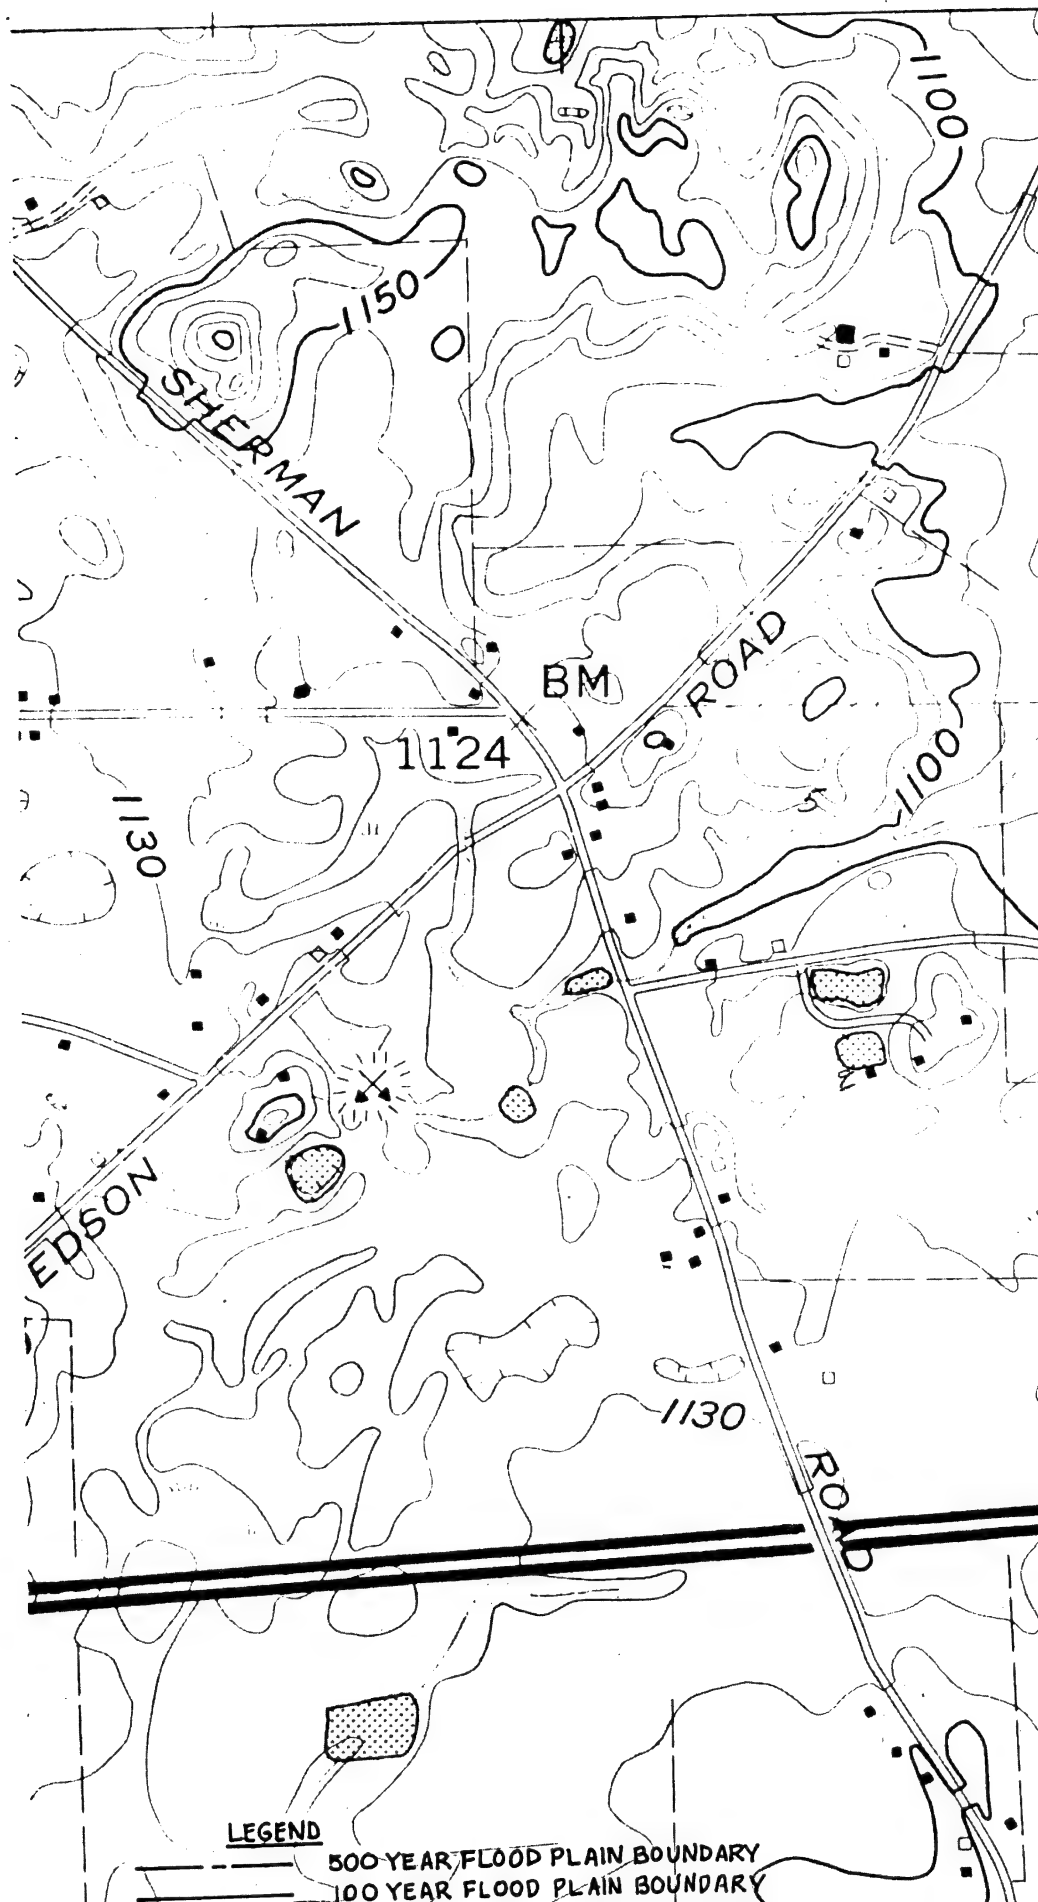 1100
1150
SHERMAN
ROAD
BM
1124
1130
1100
EDSON
1130
ROAD
LEGEND
500 YEAR FLOOD PLAIN BOUNDARY
100 YEAR FLOOD PLAIN BOUNDARY